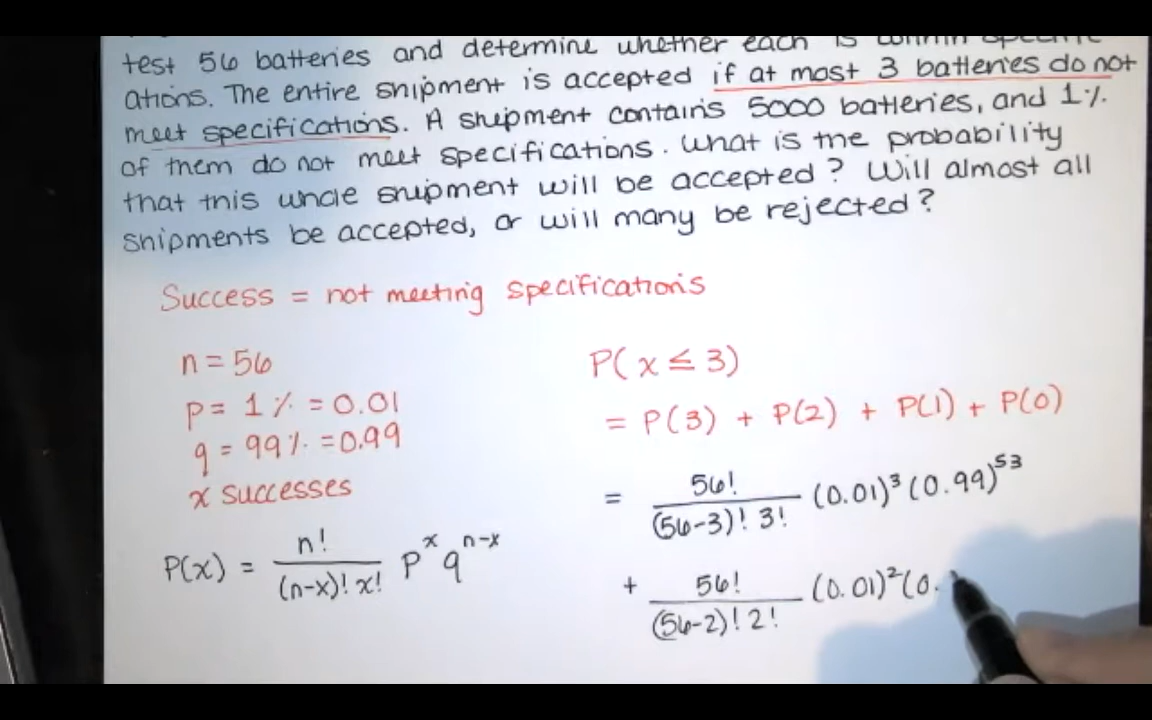 test 56 batteries and determine whether each is within specific-
ations. The entire snipment is accepted if at most 3 batteries do not
meet specifications. A shipment contains 5000 batteries, and 1%
of them do not meet specifications. What is the probability
that this whole shipment will be accepted? Will almost all
shipments be accepted, or will many be rejected?
Success = not meeting specifications
n = 56
p = 1% = 0.01
q = 99% = 0.99
x successes
P(x) = n! / (n-x)! x! p^x q^(n-x)
P( x ≤ 3)
= P(3) + P(2) + P(1) + P(0)
= 56! / (56-3)! 3! (0.01)³ (0.99)⁵³
+ 56! / (56-2)! 2! (0.01)² (0.